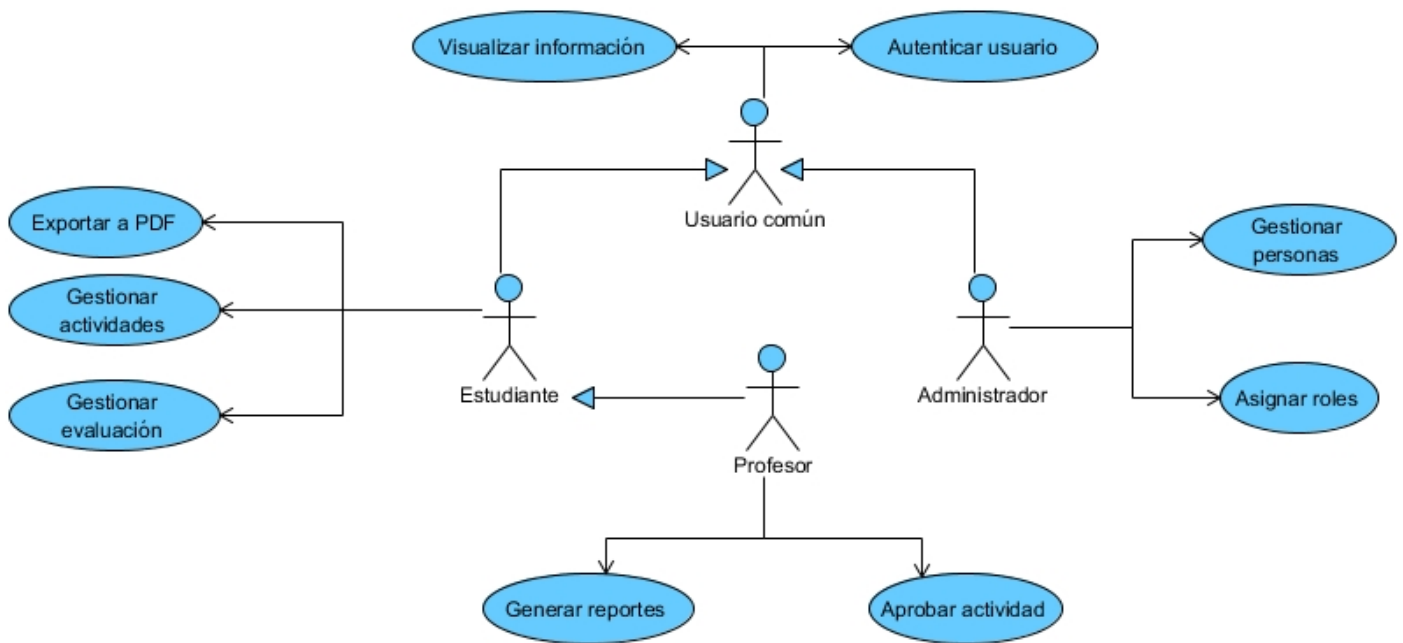 Visualizar información
Autenticar usuario
Usuario común
Exportar a PDF
Gestionar
actividades
Gestionar
evaluación
Estudiante
Administrador
Gestionar
personas
Asignar roles
Profesor
Generar reportes
Aprobar actividad